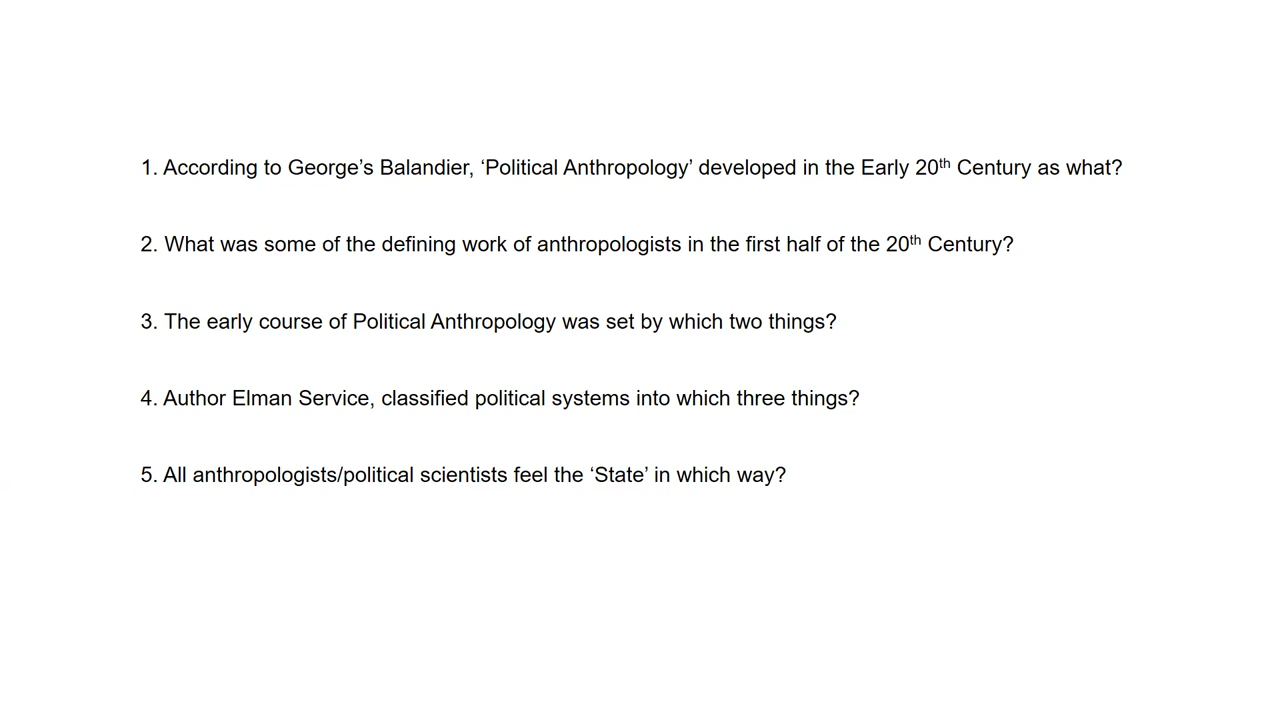 1. According to George’s Balandier, ‘Political Anthropology’ developed in the Early 20th Century as what?
2. What was some of the defining work of anthropologists in the first half of the 20th Century?
3. The early course of Political Anthropology was set by which two things?
4. Author Elman Service, classified political systems into which three things?
5. All anthropologists/political scientists feel the ‘State’ in which way?